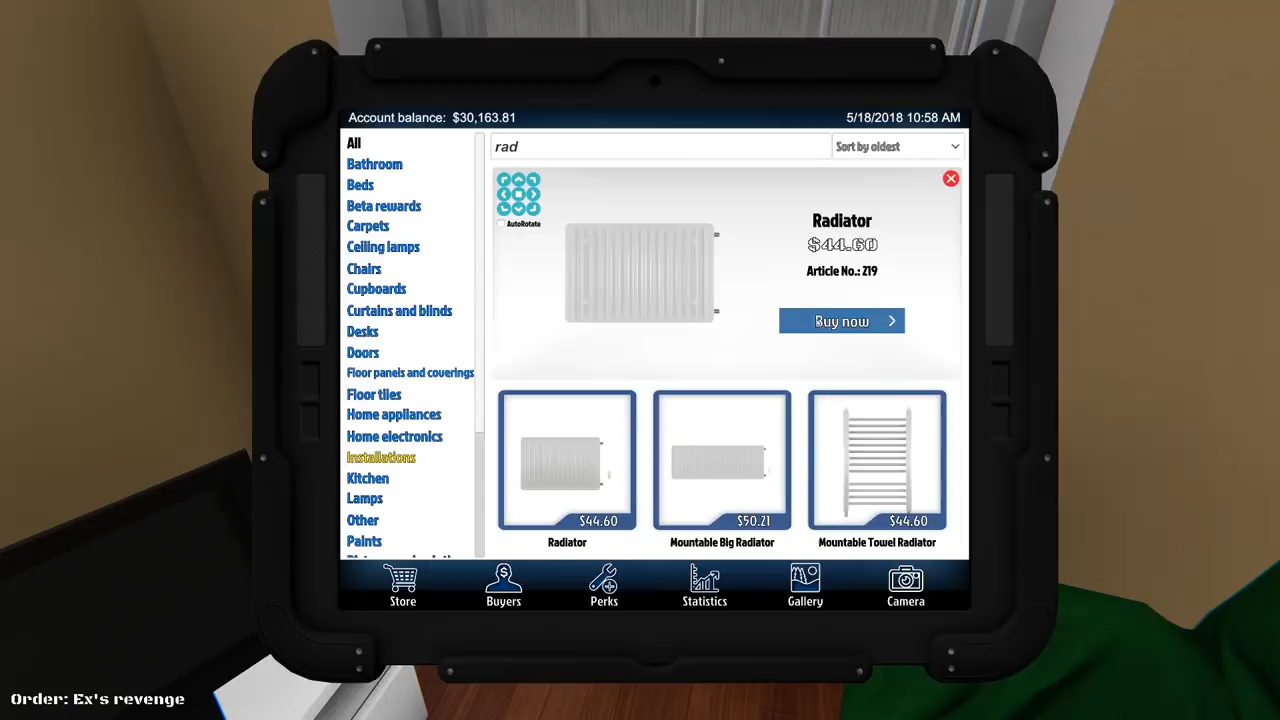 Account balance: $30,163.81
5/18/2018 10:58 AM
All
Bathroom
Beds
Beta rewards
Carpets
Ceiling lamps
Chairs
Cupboards
Curtains and blinds
Desks
Doors
Floor panels and coverings
Floor tiles
Home appliances
Home electronics
Installations
Kitchen
Lamps
Other
Paints
rad
Sort by oldest
AutoRotate
Radiator
$44.60
Article No.: Z19
Buy now
$44.60
Radiator
$50.21
Mountable Big Radiator
$44.60
Mountable Towel Radiator
Store
Buyers
Perks
Statistics
Gallery
Camera
Order: Ex's revenge